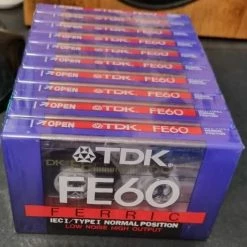 OPEN TDK FE60
OPEN TDK FE60
OPEN TDK FE60
OPEN TDK FE60
OPEN TDK FE60
OPEN TDK FE60
OPEN TDK FE60
TDK
FE60
FERRIC
IEC I/TYPE I NORMAL POSITION
LOW NOISE HIGH OUTPUT